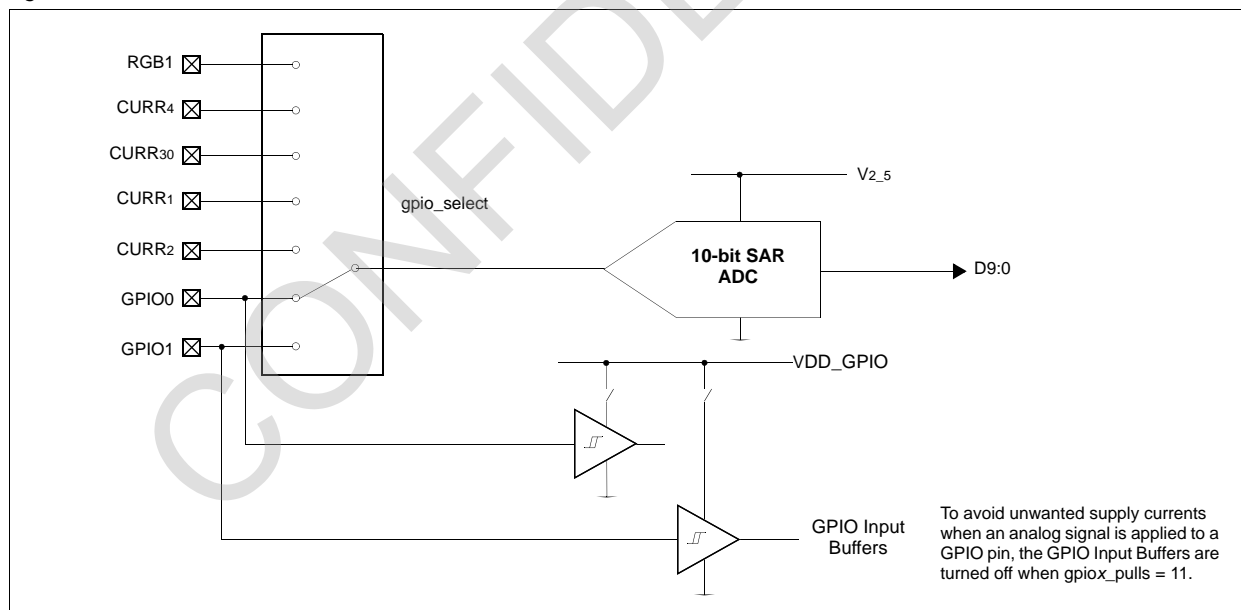 RGB1
CURR4
CURR30
CURR1
CURR2
GPIO0
GPIO1
gpio_select
V2_5
10-bit SAR
ADC
D9:0
VDD_GPIO
GPIO Input
Buffers
To avoid unwanted supply currents
when an analog signal is applied to a
GPIO pin, the GPIO Input Buffers are
turned off when gpiox_pulls = 11.